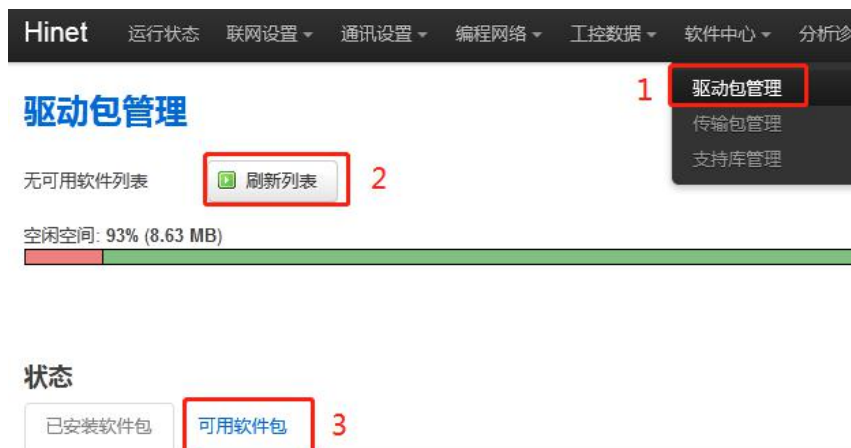 Hinet 运行状态 联网设置 通讯设置 编程网络 工控数据 软件中心 分析诊
1 驱动包管理
传输包管理
支持库管理
驱动包管理
无可用软件列表 刷新列表 2
空闲空间: 93% (8.63 MB)
状态
已安装软件包 可用软件包 3